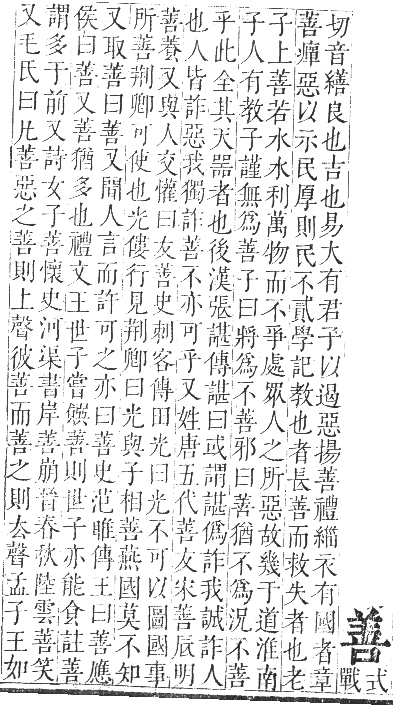 善
式
戰
切音繕良也吉也易大有君子以遏惡揚善禮緇衣有國者章
善癉惡以示民厚則民不貳學記教也者長善而救失者也老
子上善若水水利萬物而不爭處眾人之所惡故幾于道淮南
子人有教子謹無爲善子曰將爲不善邪曰善猶不爲況不善
乎此全其天器者也後漢張諶傳諶曰或謂諶僞詐我誠詐人
也人皆詐惡我獨詐善不亦可乎又姓唐五代善友宋善明
善養又與人交懽曰友善史刺客傳田光曰光不可以圖國事
所善荆卿可使也光僂行見荆卿曰光與子相善燕國莫不知
又取善曰善又聞人言而許可之亦曰善史范雎傳王曰善應
侯曰善又善猶多也禮文王世子嘗饌善則世子亦能食註善
謂多于前又詩女子善懷史河渠書岸善崩晉春秋陸雲善笑
又毛氏曰凡善惡之善則上聲彼善而善之則去聲孟子王如